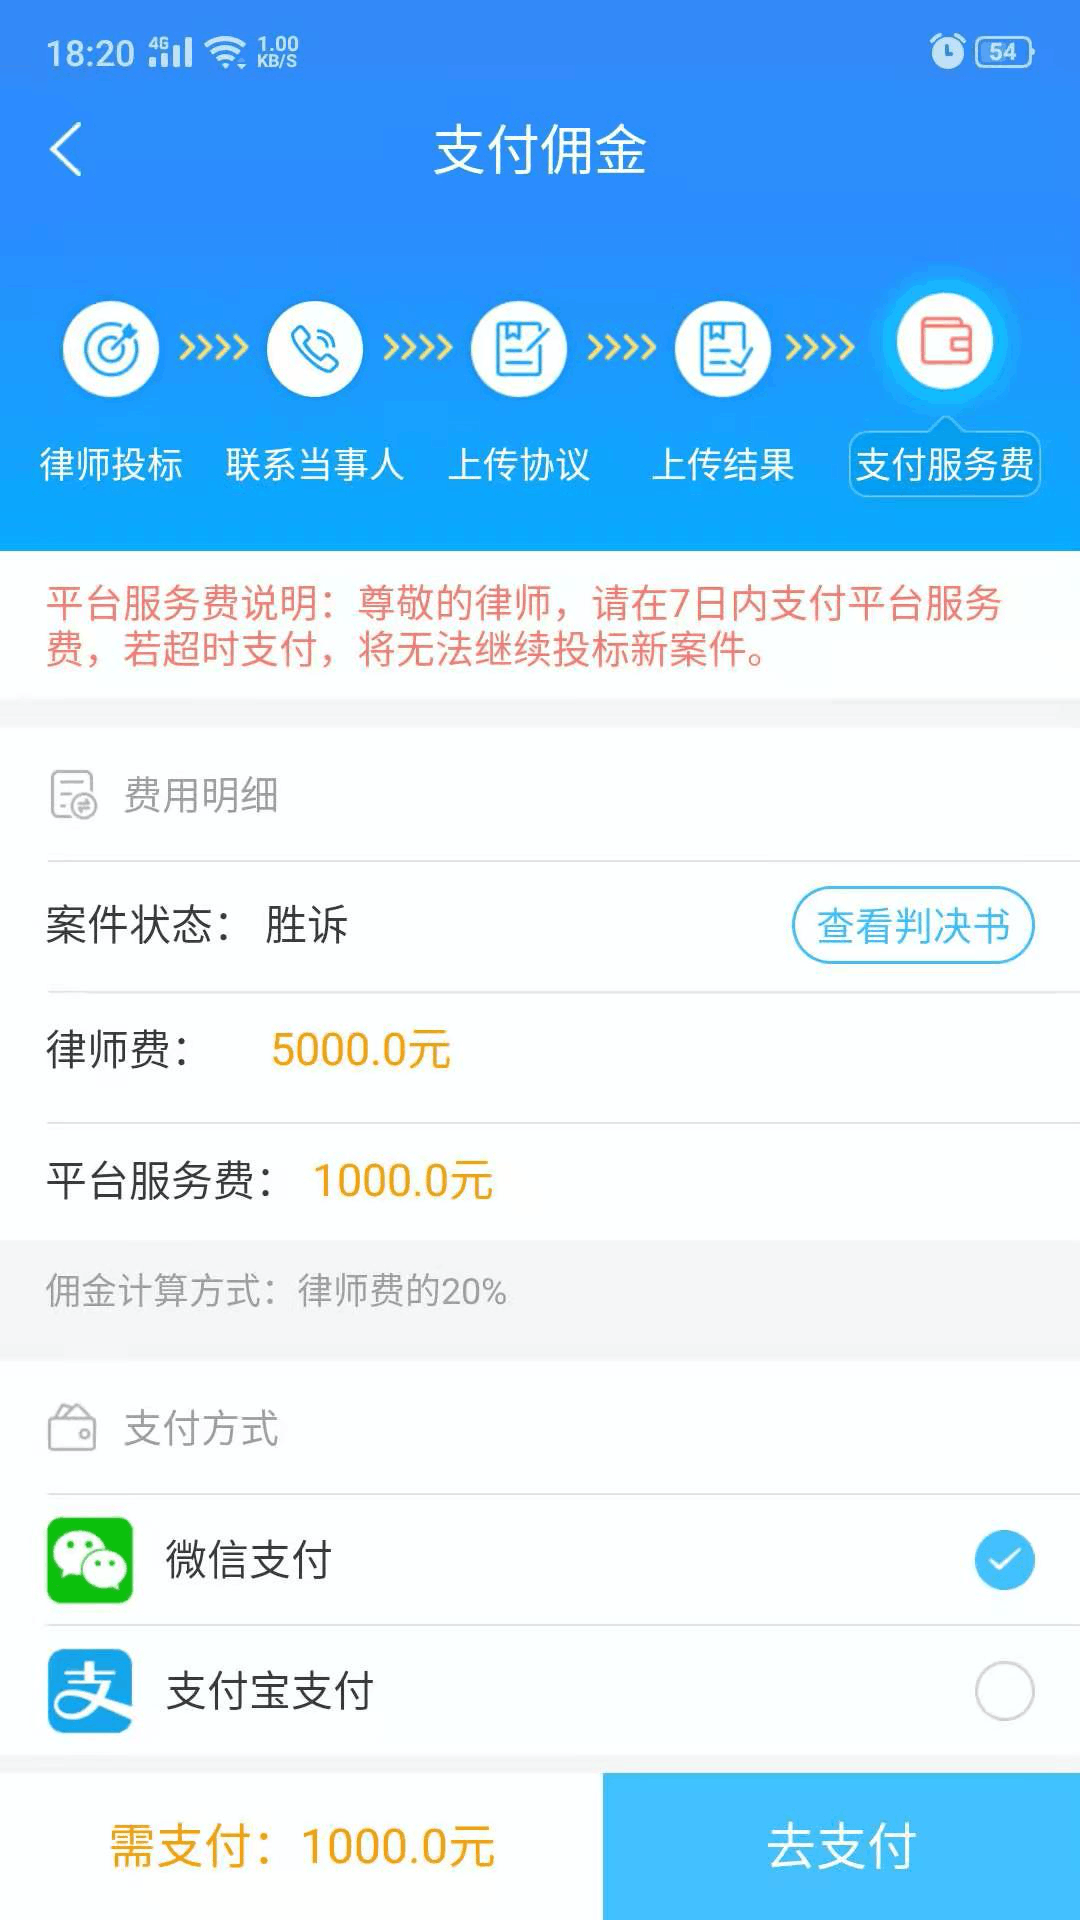 18:20 4G 1.00 KB/S 54
支付佣金
律师投标 联系当事人 上传协议 上传结果 支付服务费
平台服务费说明：尊敬的律师，请在7日内支付平台服务
费，若超时支付，将无法继续投标新案件。
费用明细
案件状态： 胜诉 查看判决书
律师费： 5000.0元
平台服务费： 1000.0元
佣金计算方式：律师费的20%
支付方式
微信支付
支 支付宝支付
需支付：1000.0元 去支付